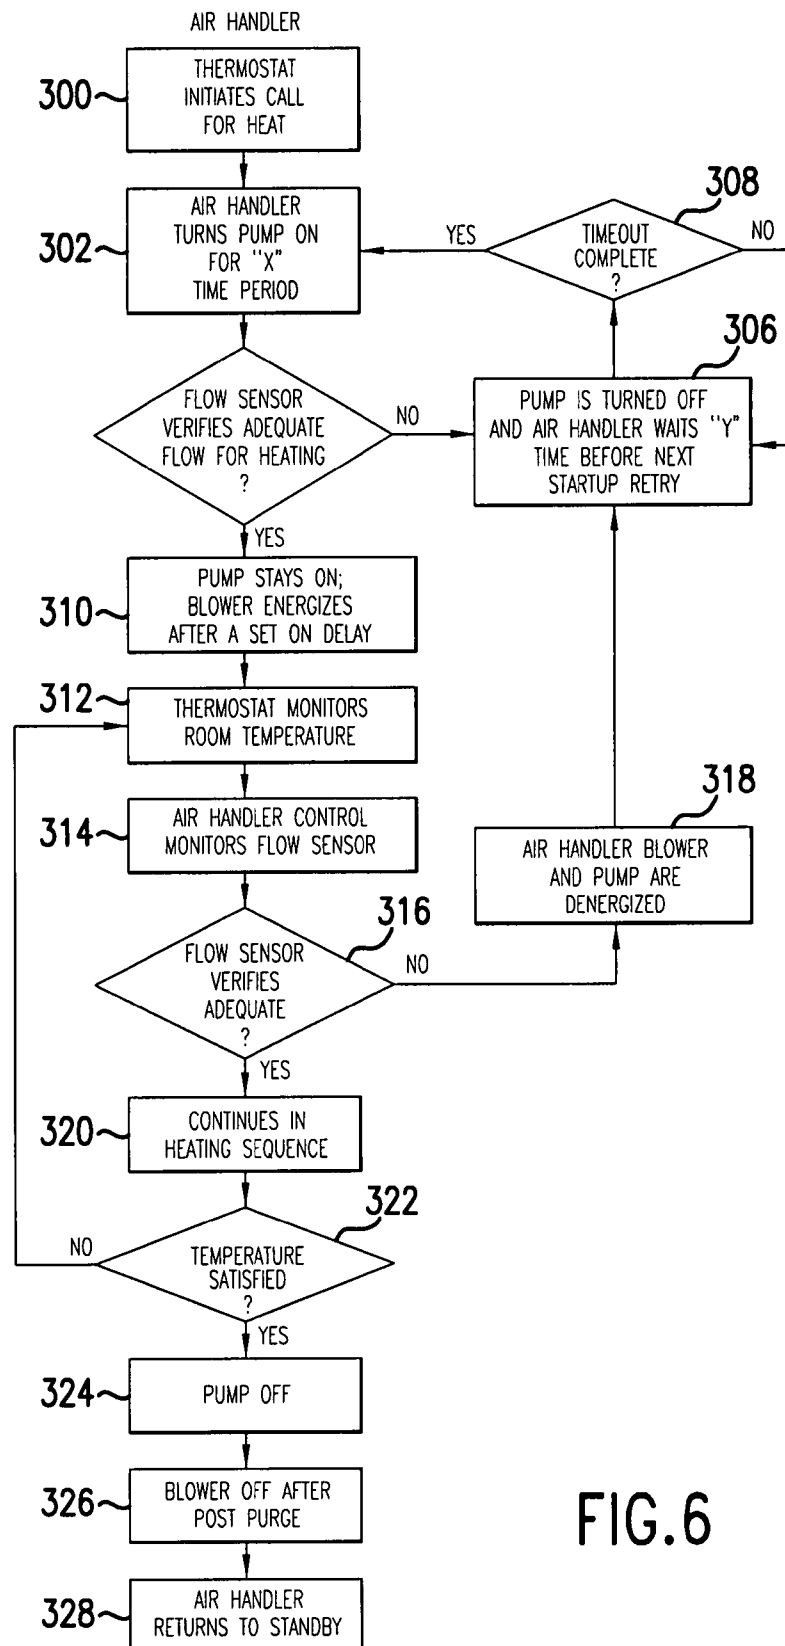 AIR HANDLER
300
THERMOSTAT
INITIATES CALL
FOR HEAT
302
AIR HANDLER
TURNS PUMP ON
FOR "X"
TIME PERIOD
308
YES
TIMEOUT
COMPLETE
?
NO
306
FLOW SENSOR
VERIFIES ADEQUATE
FLOW FOR HEATING
?
NO
PUMP IS TURNED OFF
AND AIR HANDLER WAITS "Y"
TIME BEFORE NEXT
STARTUP RETRY
YES
310
PUMP STAYS ON;
BLOWER ENERGIZES
AFTER A SET ON DELAY
312
THERMOSTAT MONITORS
ROOM TEMPERATURE
314
AIR HANDLER CONTROL
MONITORS FLOW SENSOR
318
AIR HANDLER BLOWER
AND PUMP ARE
DENERGIZED
316
FLOW SENSOR
VERIFIES
ADEQUATE
?
NO
YES
320
CONTINUES IN
HEATING SEQUENCE
322
NO
TEMPERATURE
SATISFIED
?
YES
324
PUMP OFF
326
BLOWER OFF AFTER
POST PURGE
328
AIR HANDLER
RETURNS TO STANDBY
FIG.6